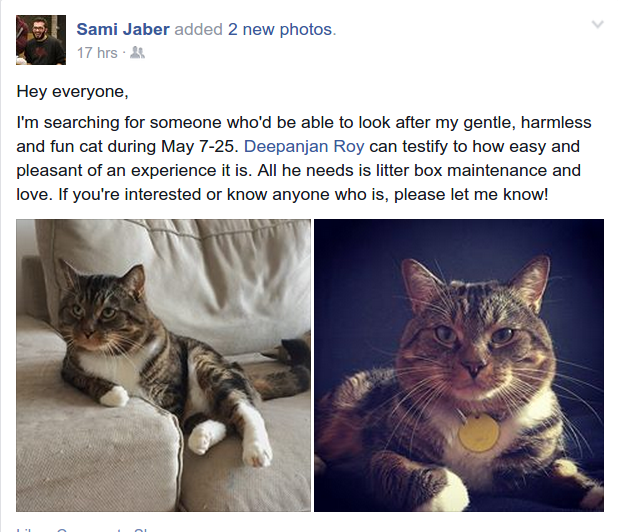 Sami Jaber added 2 new photos.
17 hrs ·
Hey everyone,
I'm searching for someone who'd be able to look after my gentle, harmless
and fun cat during May 7-25. Deepanjan Roy can testify to how easy and
pleasant of an experience it is. All he needs is litter box maintenance and
love. If you're interested or know anyone who is, please let me know!